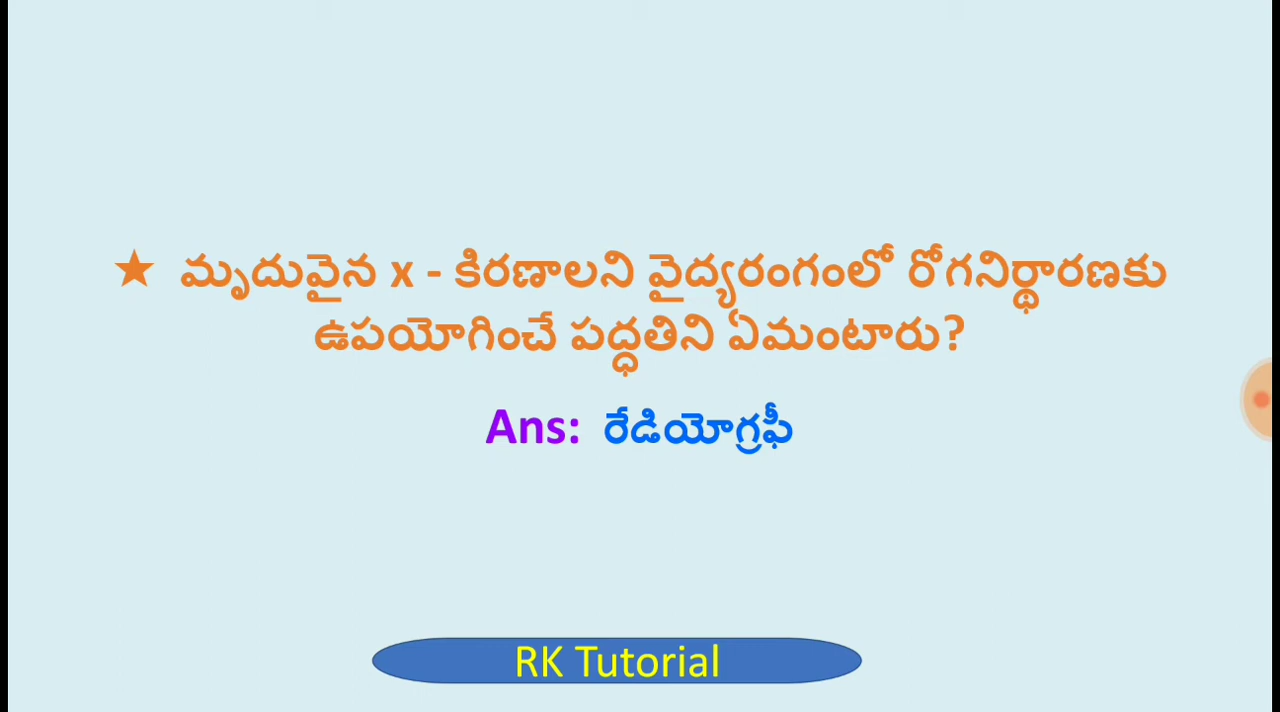 ★ మృదువైన x - కిరణాలని వైద్యరంగంలో రోగనిర్థారణకు
ఉపయోగించే పద్ధతిని ఏమంటారు?
Ans: రేడియోగ్రఫీ
RK Tutorial